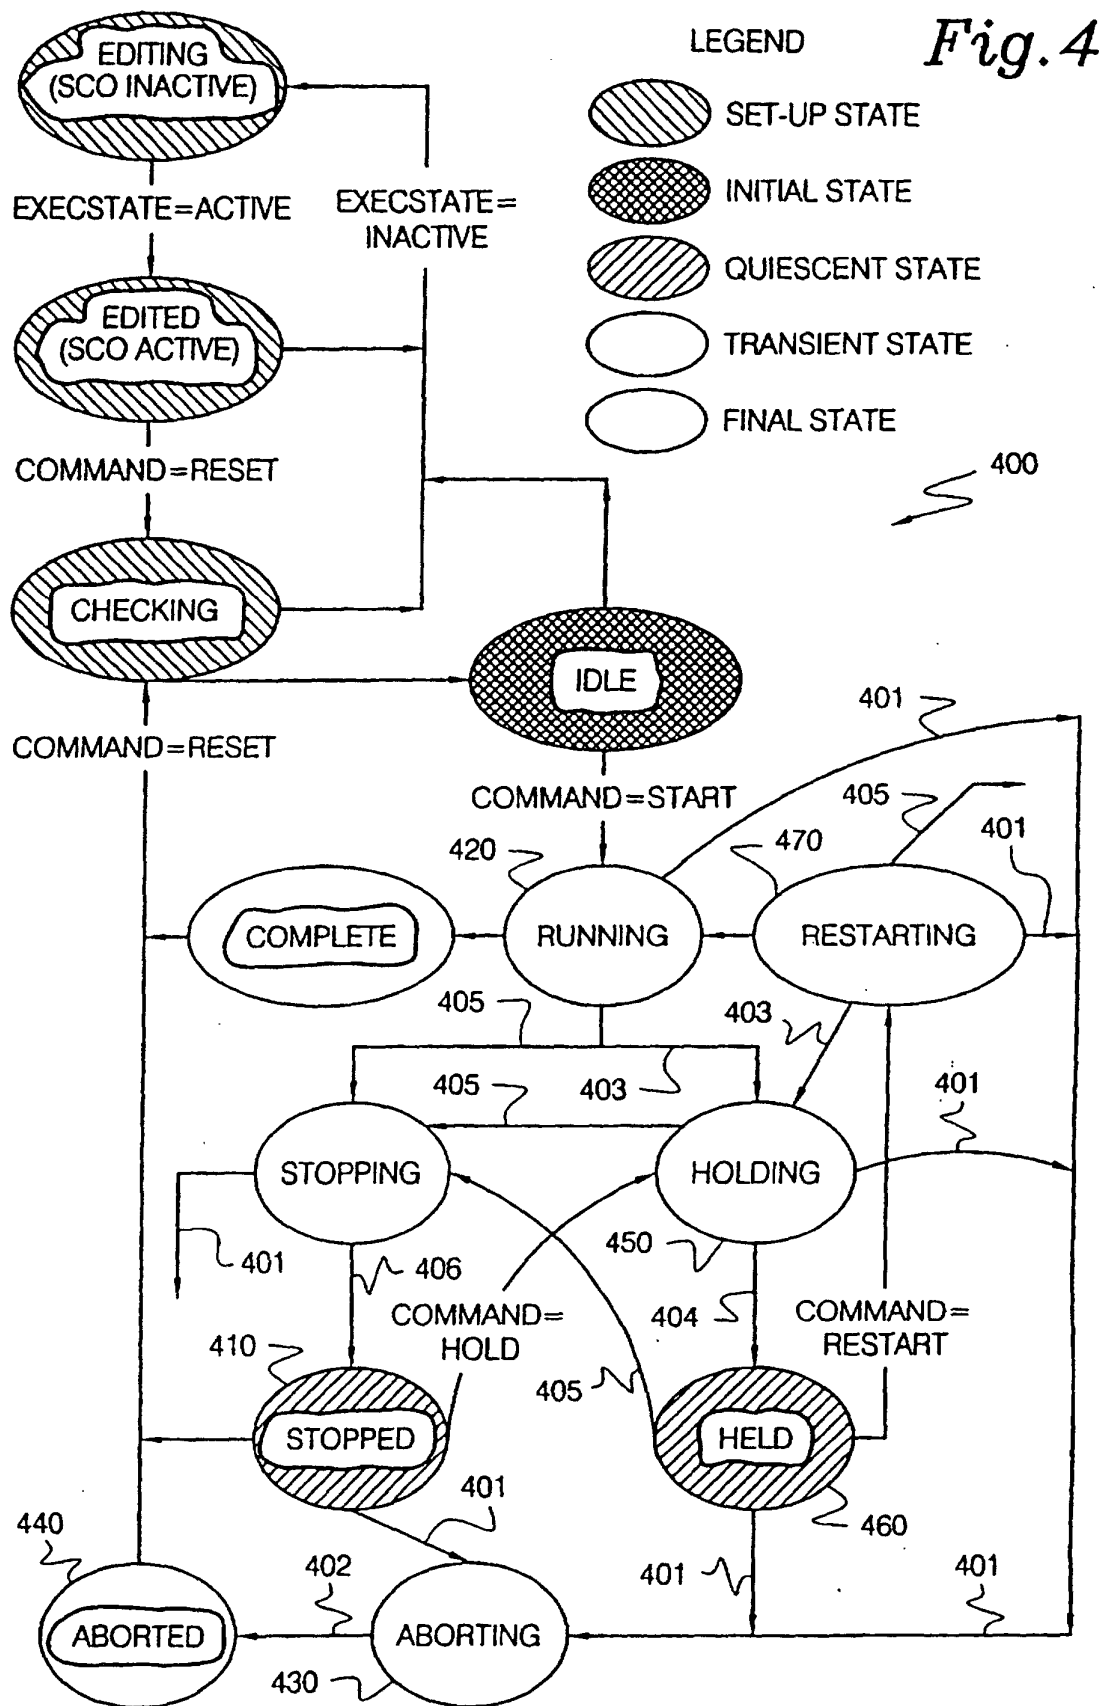 Fig. 4
LEGEND
SET-UP STATE
INITIAL STATE
QUIESCENT STATE
TRANSIENT STATE
FINAL STATE
400
EDITING
(SCO INACTIVE)
EXECSTATE=ACTIVE
EXECSTATE=
INACTIVE
EDITED
(SCO ACTIVE)
COMMAND=RESET
CHECKING
IDLE
COMMAND=RESET
COMMAND=START
401
405
401
420
470
COMPLETE
RUNNING
RESTARTING
405
403
405
403
401
STOPPING
HOLDING
450
401
406
404
COMMAND=
HOLD
COMMAND=
RESTART
410
405
STOPPED
HELD
401
460
440
402
401
401
ABORTED
ABORTING
430